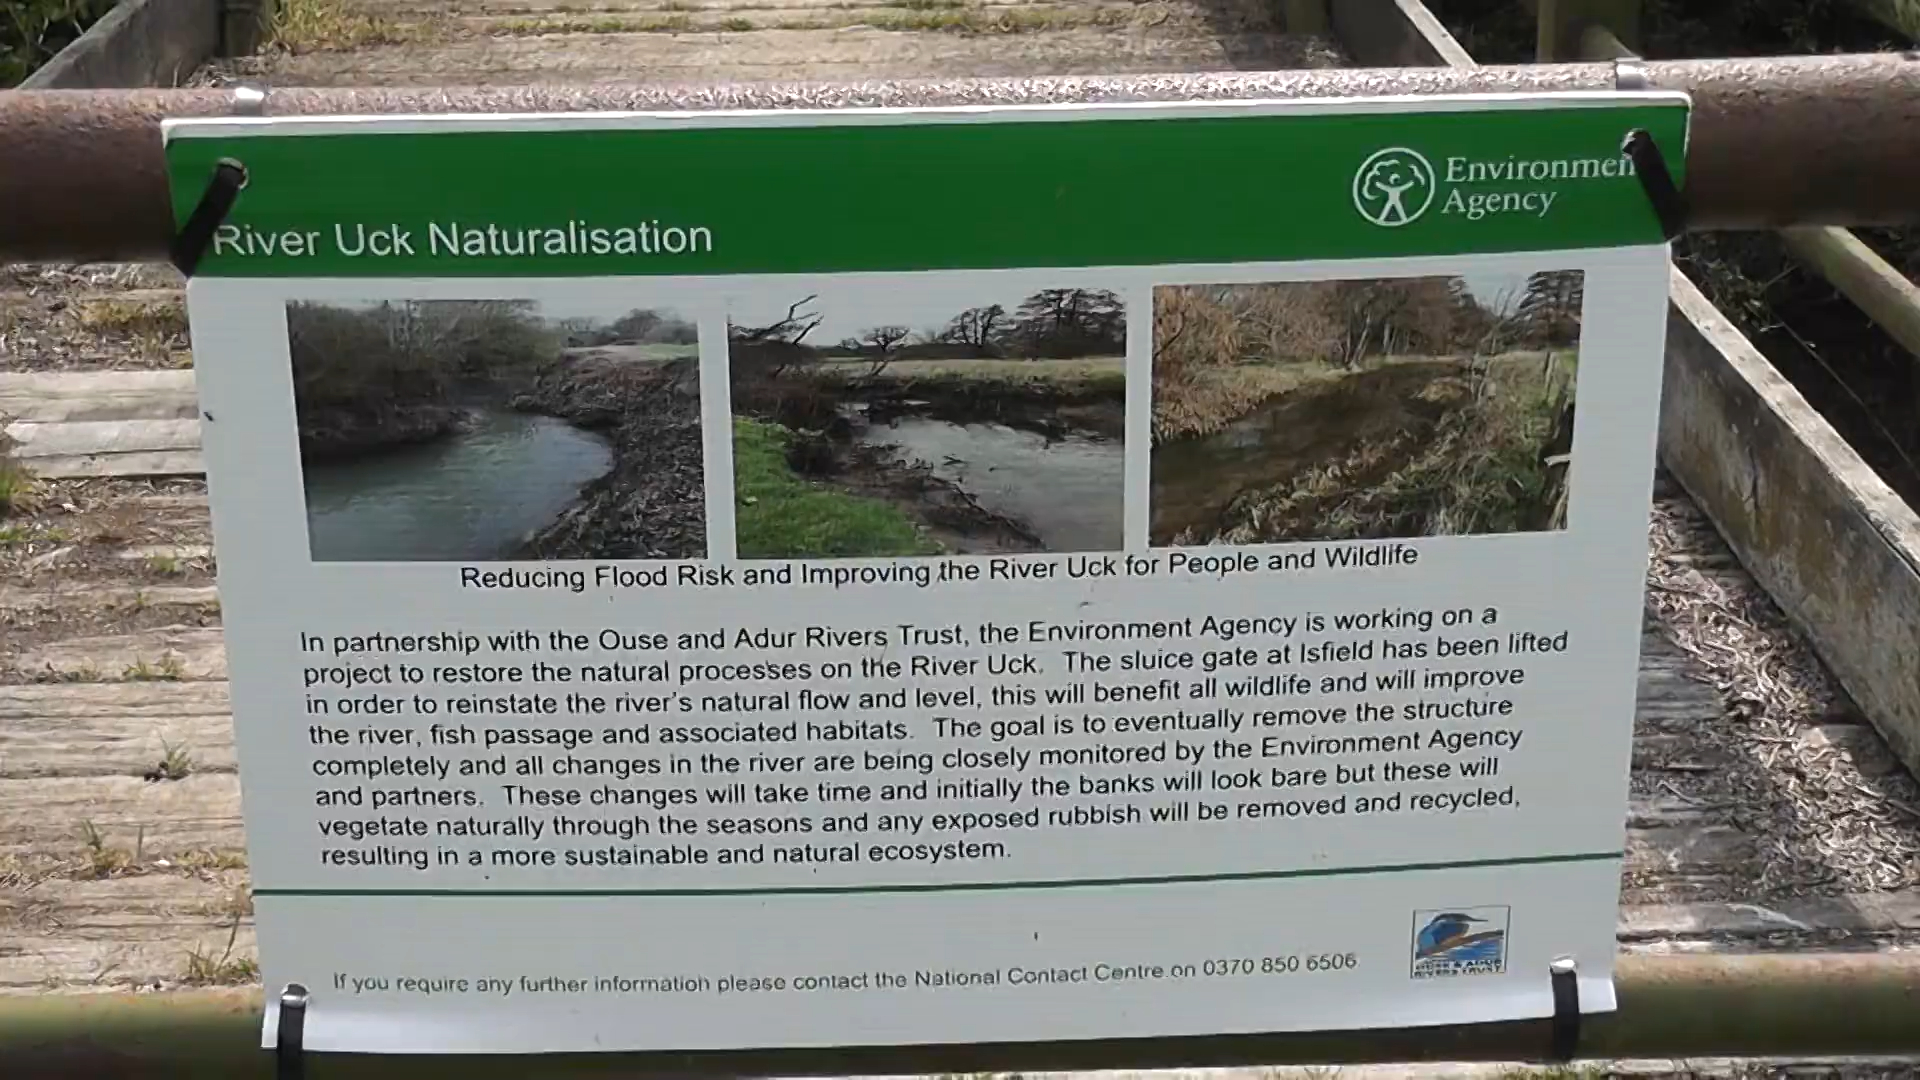 Environmen
Agency
River Uck Naturalisation
Reducing Flood Risk and Improving the River Uck for People and Wildlife
In partnership with the Ouse and Adur Rivers Trust, the Environment Agency is working on a
project to restore the natural processes on the River Uck. The sluice gate at Isfield has been lifted
in order to reinstate the river's natural flow and level, this will benefit all wildlife and will improve
the river, fish passage and associated habitats. The goal is to eventually remove the structure
completely and all changes in the river are being closely monitored by the Environment Agency
and partners. These changes will take time and initially the banks will look bare but these will
vegetate naturally through the seasons and any exposed rubbish will be removed and recycled,
resulting in a more sustainable and natural ecosystem.
OUSE & ADUR
RIVERS TRUST
If you require any further information please contact the National Contact Centre on 0370 850 6506